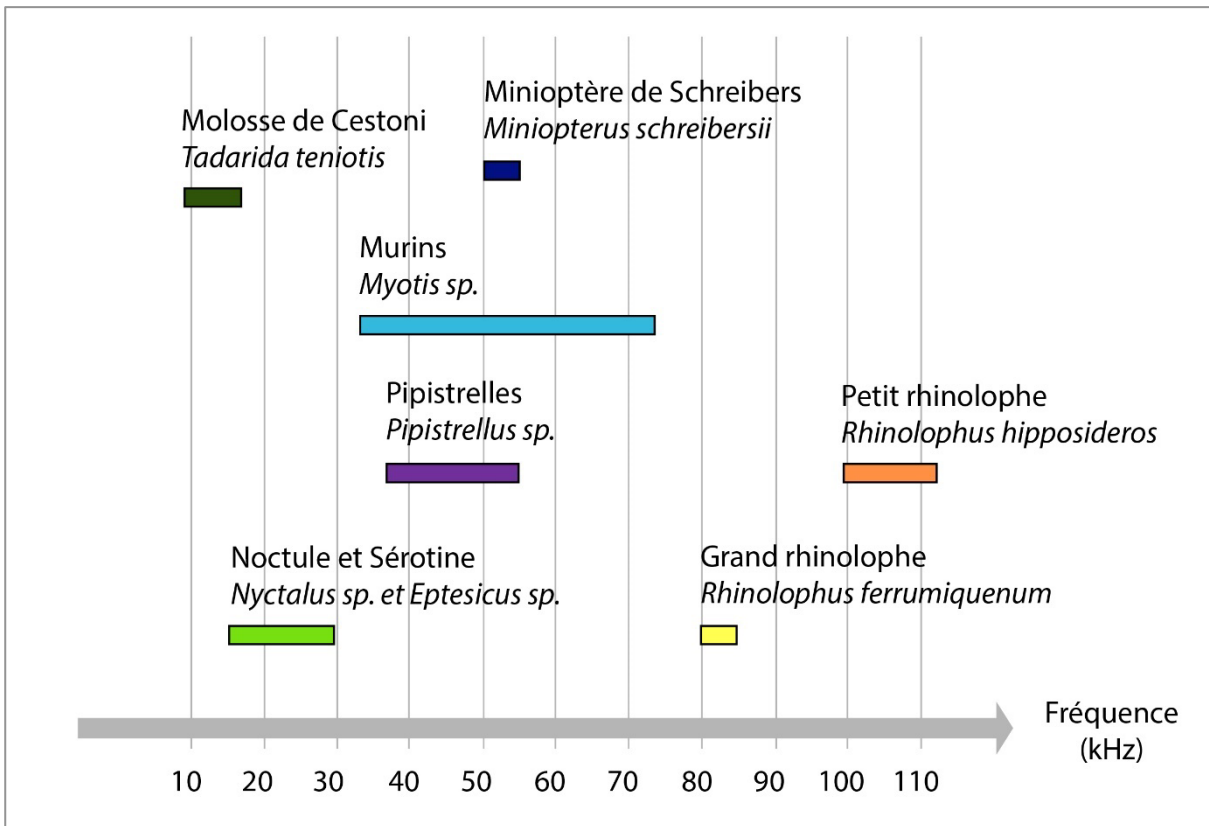 Minioptère de Schreibers
Miniopterus schreibersii
Molosse de Cestoni
Tadarida teniotis
Murins
Myotis sp.
Pipistrelles
Pipistrellus sp.
Petit rhinolophe
Rhinolophus hipposideros
Noctule et Sérotine
Nyctalus sp. et Eptesicus sp.
Grand rhinolophe
Rhinolophus ferrumiquenum
Fréquence
(kHz)
10 20 30 40 50 60 70 80 90 100 110